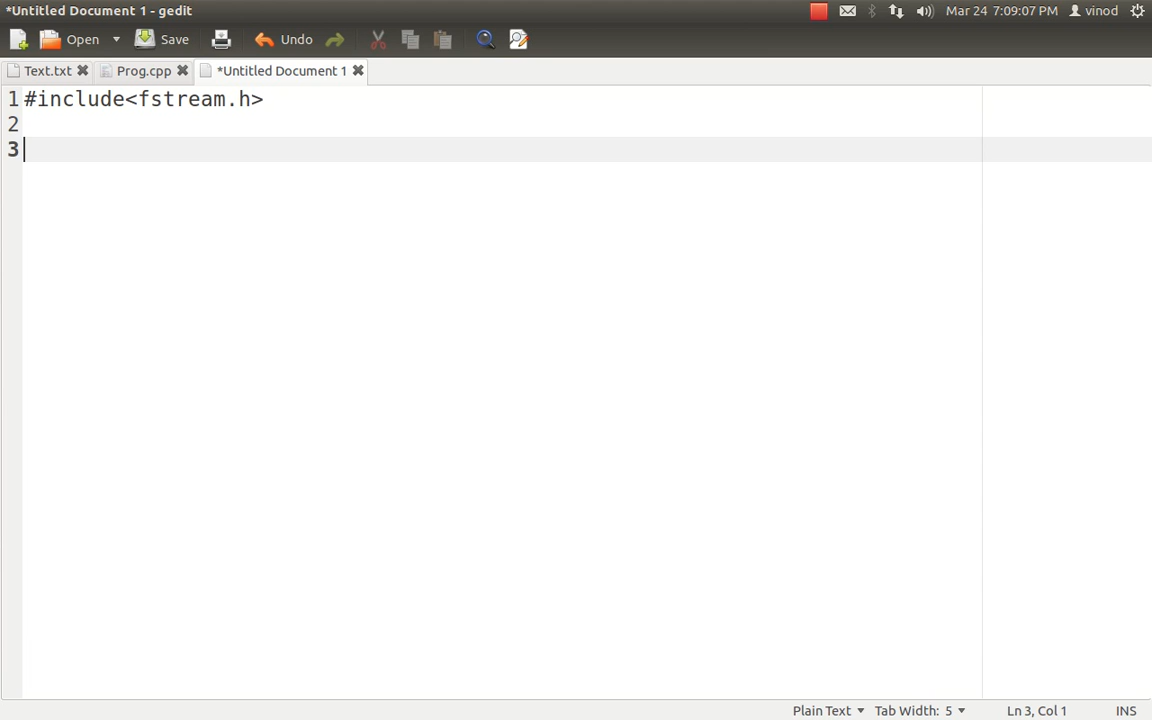 *Untitled Document 1 - gedit
Mar 24 7:09:07 PM
vinod
Open
Save
Undo
Text.txt
Prog.cpp
*Untitled Document 1
1 #include<fstream.h>
2
3
Plain Text
Tab Width: 5
Ln 3, Col 1
INS